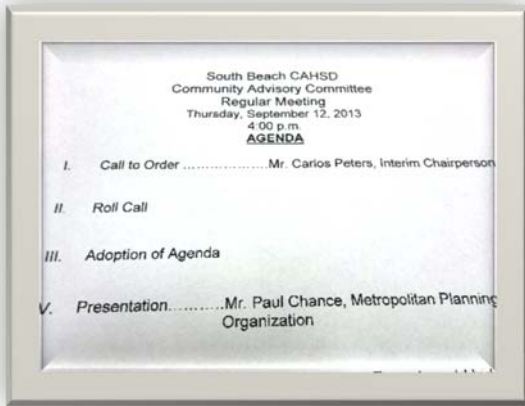 South Beach CAHSD
Community Advisory Committee
Regular Meeting
Thursday, September 12, 2013
4:00 p.m.
AGENDA
I. Call to Order ..................Mr. Carlos Peters, Interim Chairperson
II. Roll Call
III. Adoption of Agenda
V. Presentation...........Mr. Paul Chance, Metropolitan Planning
Organization